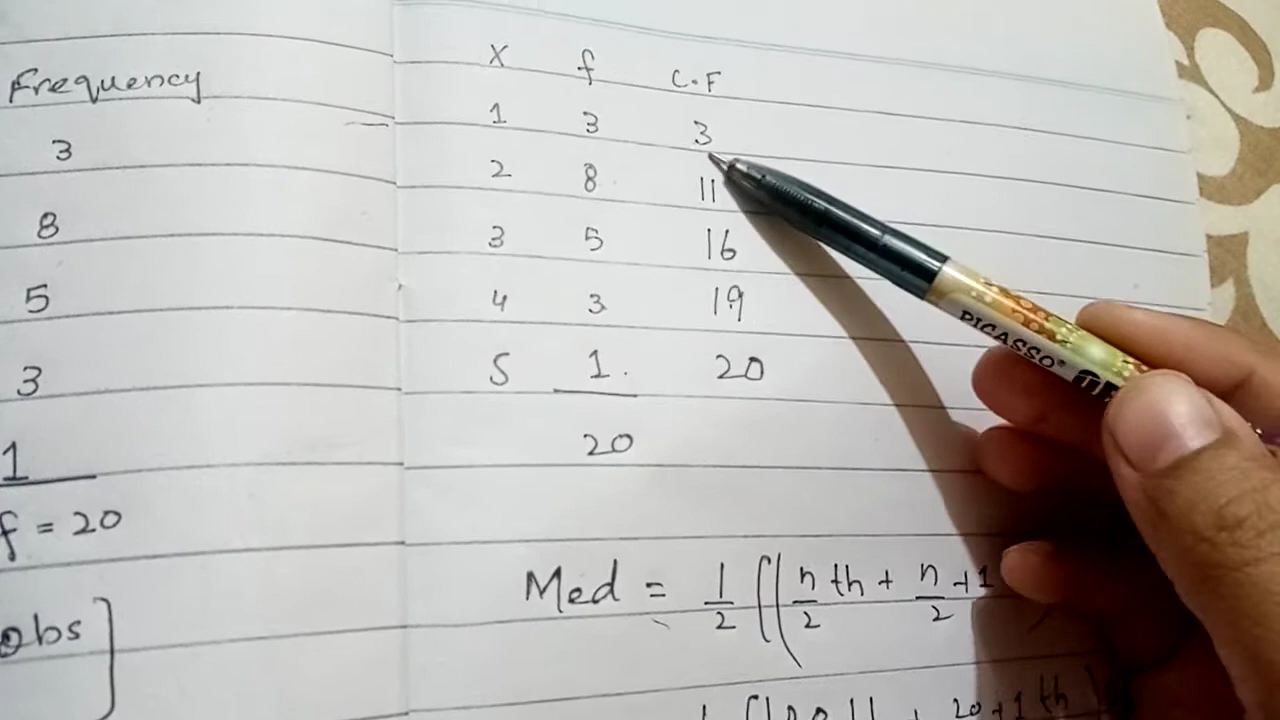 Frequency
3
8
5
3
1
f = 20
obs ]
X f C.F
1 3 3
2 8 11
3 5 16
4 3 19
5 1. 20
20
PICASSO
Med = 1/2 [( n/2 th + n/2 +1
20 + 1 th